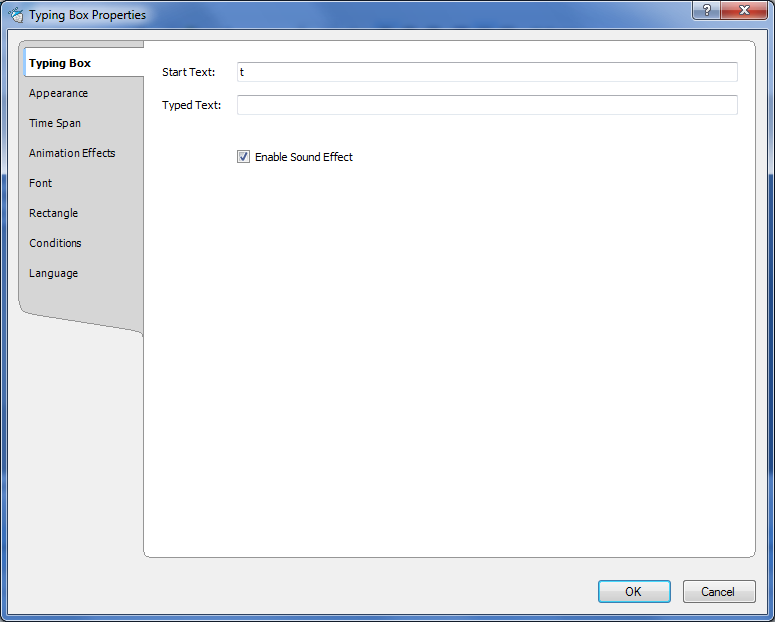 Typing Box Properties
?
Typing Box
Appearance
Time Span
Animation Effects
Font
Rectangle
Conditions
Language
Start Text: t
Typed Text:
Enable Sound Effect
OK Cancel